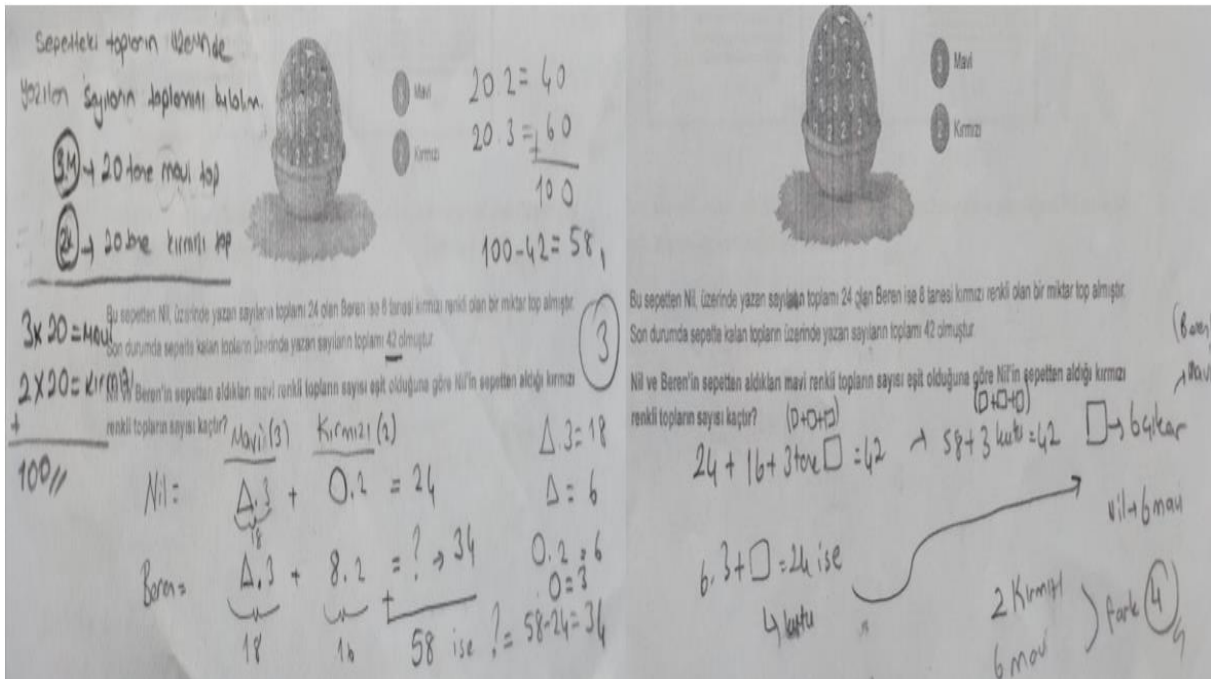 Sepetteki topların üzerinde
yazılan sayıların toplamını bulalım.
3M → 20 tane mavi top
2K → 20 tane kırmızı top
3 Mavi
2 Kırmızı
20.2 = 40
20.3 = 60
+
100
100-42 = 58,
3x20 = Mavi
2x20 = Kırmızı
+
100//
Bu sepetten Nil, üzerinde yazan sayıların toplamı 24 olan Beren ise 8 tanesi kırmızı renkli olan bir miktar top almıştır.
Son durumda sepette kalan topların üzerinde yazan sayıların toplamı 42 olmuştur.
Nil ve Beren'in sepetten aldıkları mavi renkli topların sayısı eşit olduğuna göre Nil'in sepetten aldığı kırmızı
renkli topların sayısı kaçtır?
3
Mavi (3) Kırmızı (2)
Nil = Δ.3 + O.2 = 24
18
Beren = Δ.3 + 8.2 = ? → 34
18 16
+
58 ise ? = 58-24 = 34
Δ.3 = 18
Δ = 6
O.2 = 6
O = 3
3 Mavi
2 Kırmızı
Bu sepetten Nil, üzerinde yazan sayıların toplamı 24 olan Beren ise 8 tanesi kırmızı renkli olan bir miktar top almıştır.
Son durumda sepette kalan topların üzerinde yazan sayıların toplamı 42 olmuştur.
Nil ve Beren'in sepetten aldıkları mavi renkli topların sayısı eşit olduğuna göre Nil'in sepetten aldığı kırmızı
renkli topların sayısı kaçtır?
(□+□+□) (□+□+□)
24 + 16 + 3 tane □ = 42 → 58 + 3 kutu = 42 □ → 6 çıkar
(Beren)
→ Mavi
Nil → 6 mavi
6.3 + □ = 24 ise
4 kutu
2 Kırmızı
6 mavi
fark 4